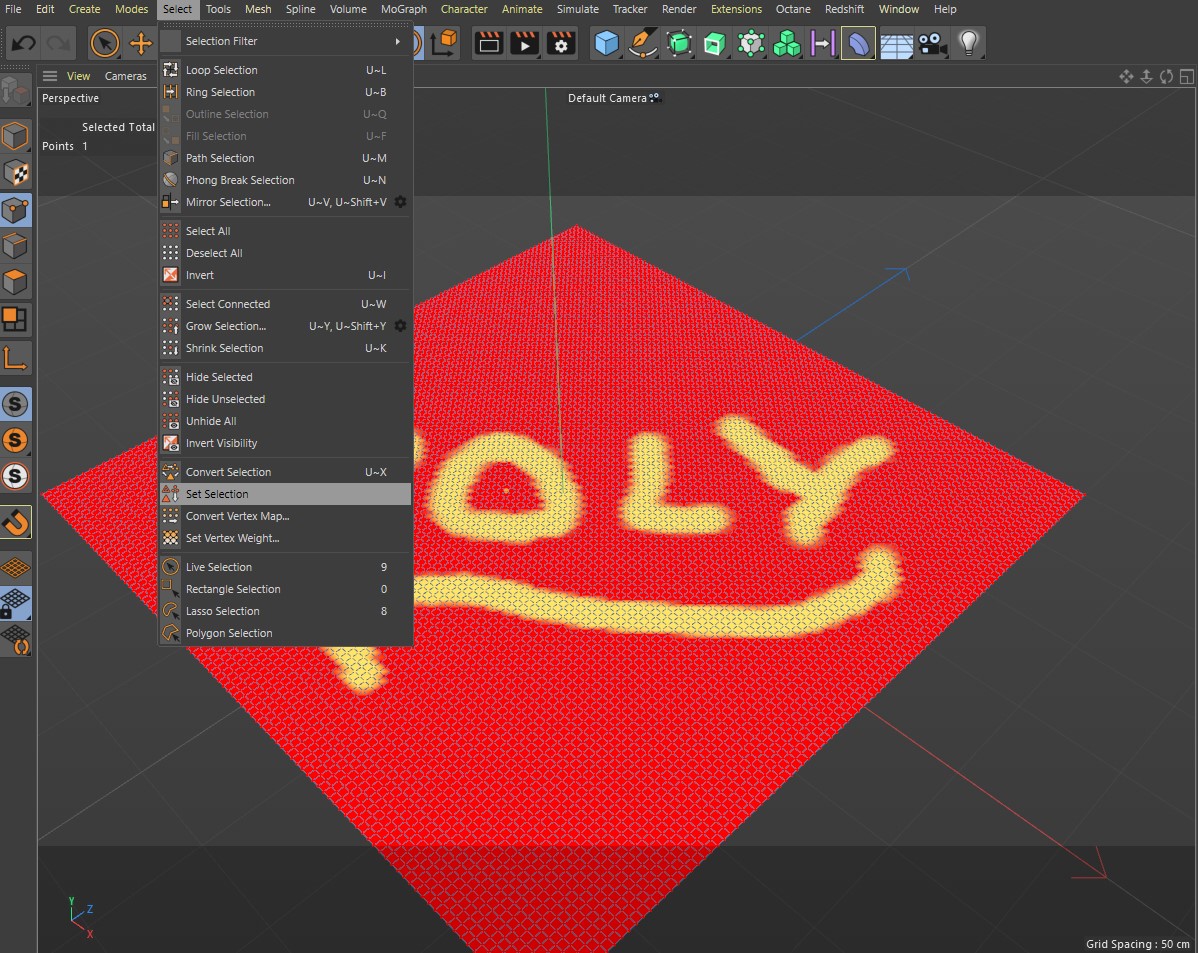 File Edit Create Modes Select Tools Mesh Spline Volume MoGraph Character Animate Simulate Tracker Render Extensions Octane Redshift Window Help
View Cameras
Perspective
Default Camera
Selected Total
Points 1
Selection Filter
Loop Selection U~L
Ring Selection U~B
Outline Selection U~Q
Fill Selection U~F
Path Selection U~M
Phong Break Selection U~N
Mirror Selection... U~V, U~Shift+V
Select All
Deselect All
Invert U~I
Select Connected U~W
Grow Selection... U~Y, U~Shift+Y
Shrink Selection U~K
Hide Selected
Hide Unselected
Unhide All
Invert Visibility
Convert Selection U~X
Set Selection
Convert Vertex Map...
Set Vertex Weight...
Live Selection 9
Rectangle Selection 0
Lasso Selection 8
Polygon Selection
OLY
S
S
S
Y
Z
X
Grid Spacing : 50 cm